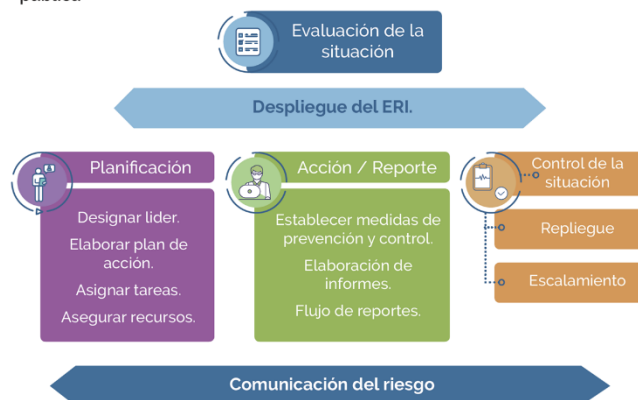 pública
Evaluación de la
situación
Despliegue del ERI.
Planificación
Designar lider.
Elaborar plan de
acción.
Asignar tareas.
Asegurar recursos.
Acción / Reporte
Establecer medidas de
prevención y control.
Elaboración de
informes.
Flujo de reportes.
Control de la
situación
Repliegue
Escalamiento
Comunicación del riesgo